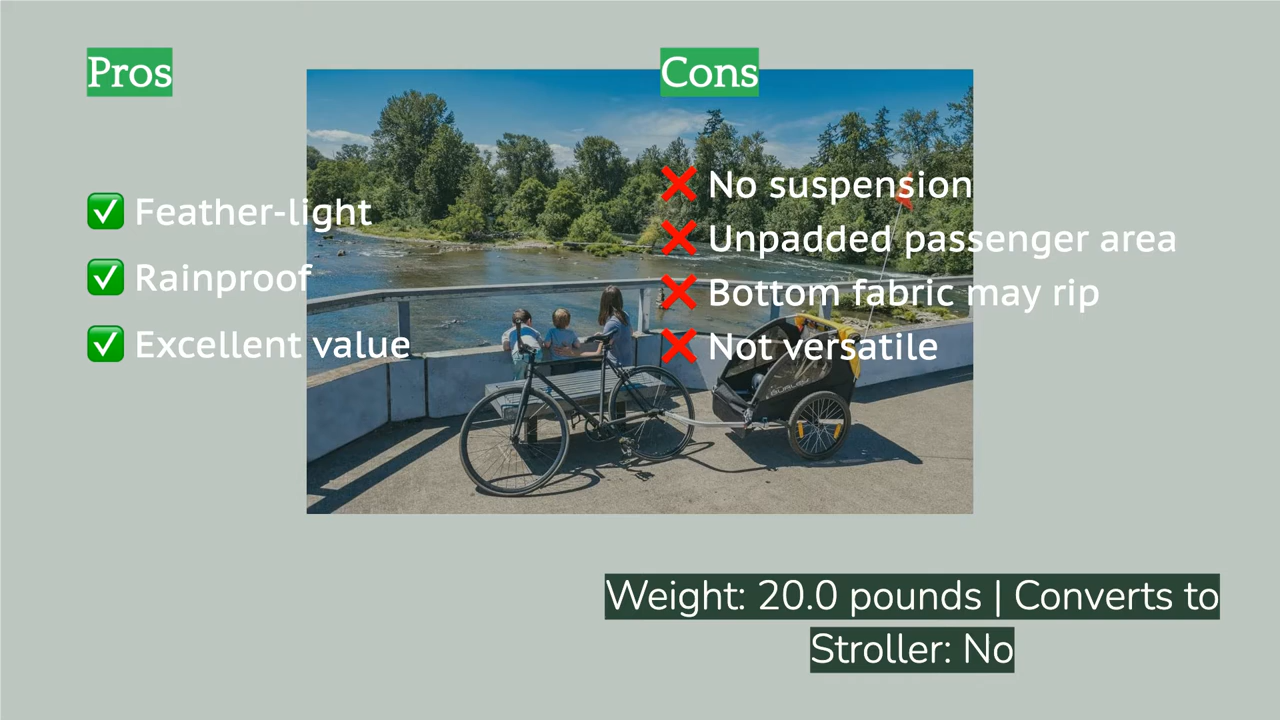 Pros
✅ Feather-light
✅ Rainproof
✅ Excellent value
Cons
❌ No suspension
❌ Unpadded passenger area
❌ Bottom fabric may rip
❌ Not versatile
Weight: 20.0 pounds | Converts to
Stroller: No